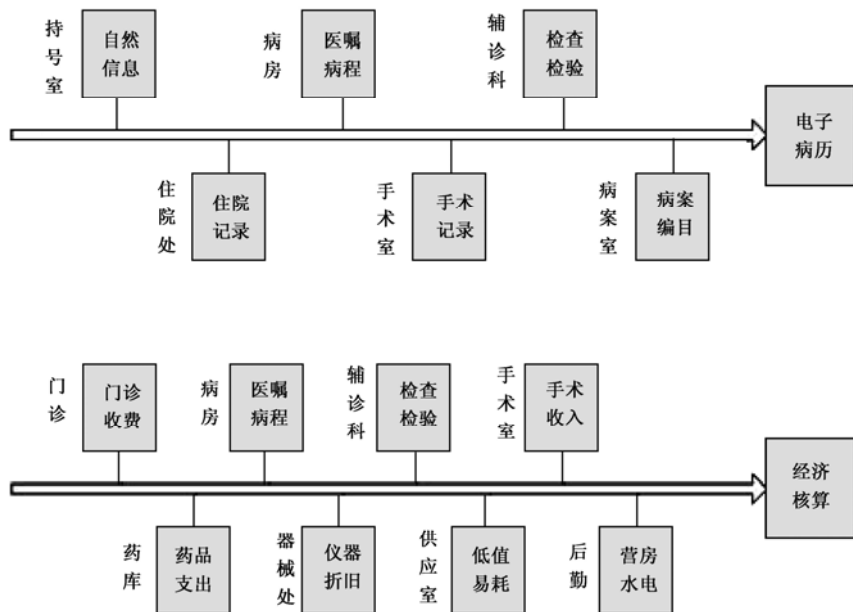 持号室
自然
信息
病房
医嘱
病程
辅诊科
检查
检验
电子
病历
住院处
住院
记录
手术室
手术
记录
病案室
病案
编目
门诊
门诊
收费
病房
医嘱
病程
辅诊科
检查
检验
手术室
手术
收入
经济
核算
药库
药品
支出
器械处
仪器
折旧
供应室
低值
易耗
后勤
营房
水电